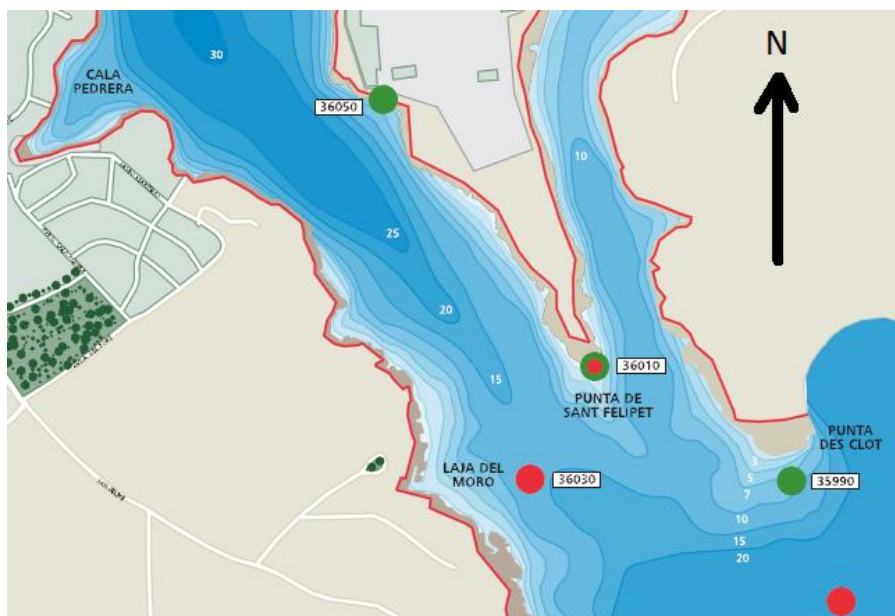 30
N
CALA
PEDRERA
36050
10
25
20
36010
15
PUNTA DE
SANT FELIPET
PUNTA
DES CLOT
LAJA DEL
MORO
36030
3
5
35990
7
10
15
20